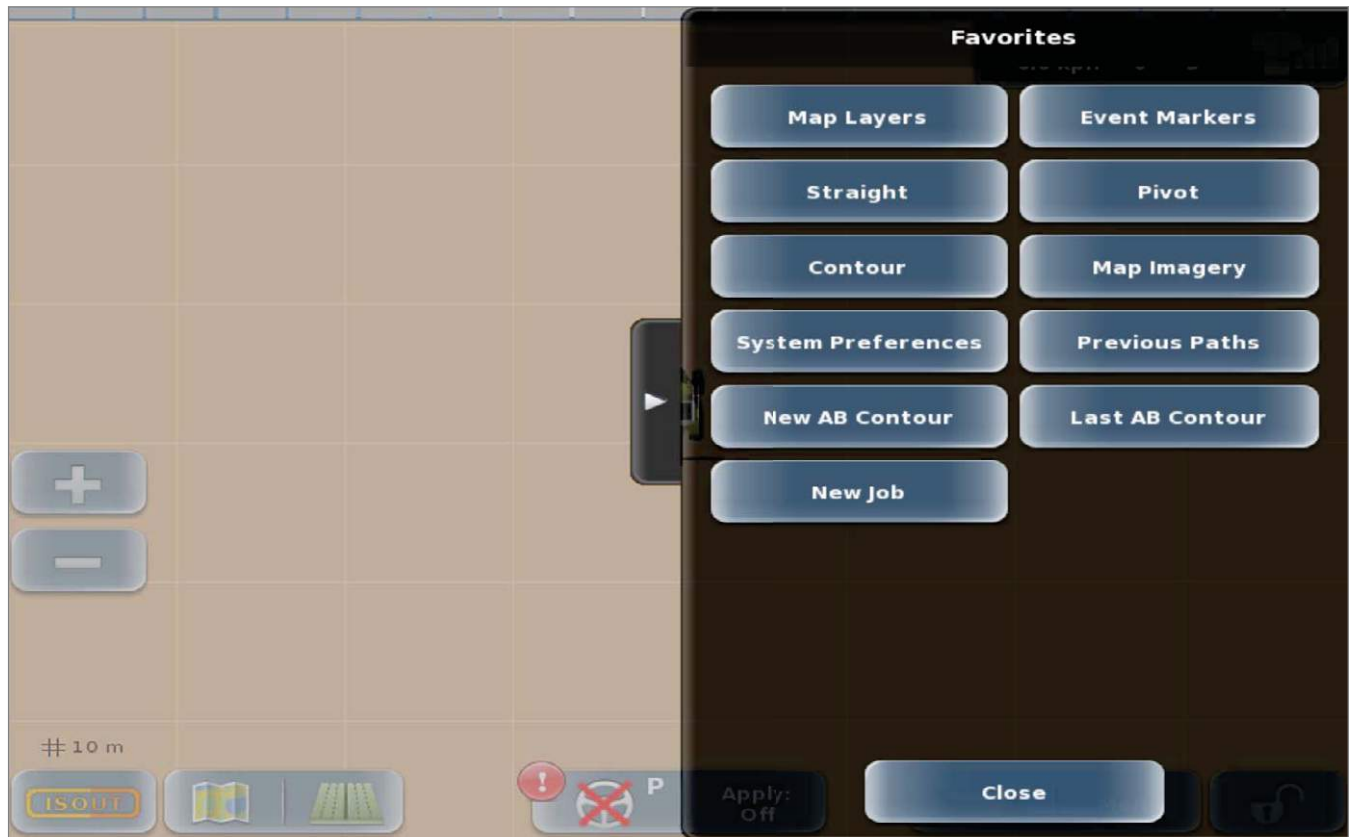 Favorites
Map Layers
Event Markers
Straight
Pivot
Contour
Map Imagery
System Preferences
Previous Paths
New AB Contour
Last AB Contour
New Job
10 m
ISOUT
P
Apply:
Off
Close